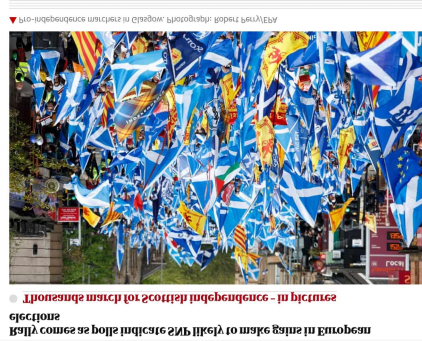 Rally comes as polls indicate SNP likely to make gains in European
elections
Thousands march for Scottish independence – in pictures
Pro-independence marchers in Glasgow. Photograph: Robert Perry/EPA